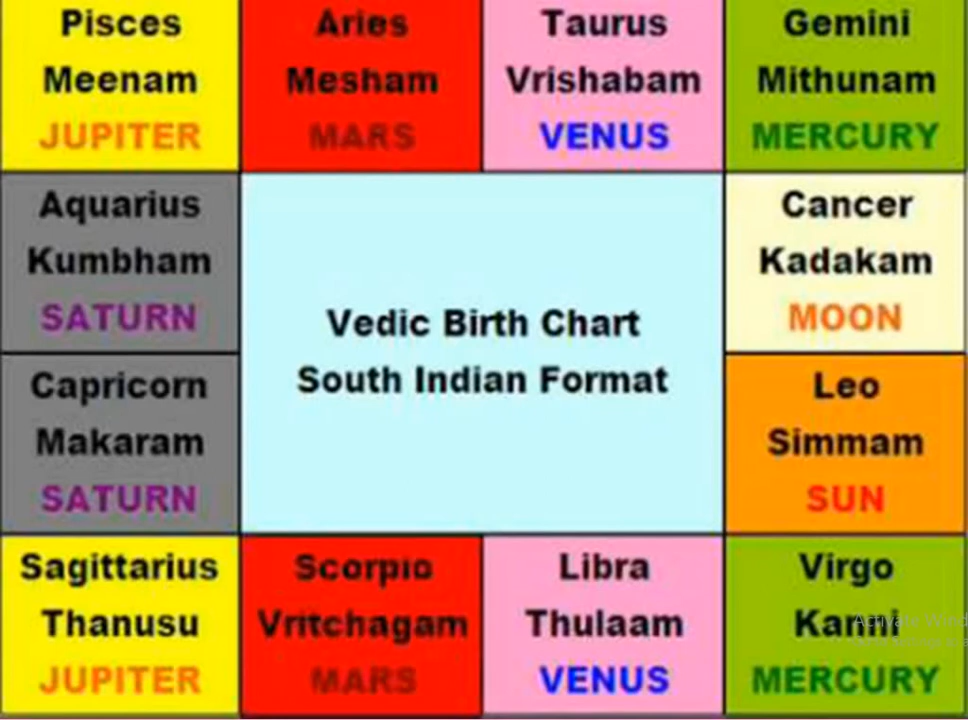 Pisces
Meenam
JUPITER
Aries
Mesham
MARS
Taurus
Vrishabam
VENUS
Gemini
Mithunam
MERCURY
Aquarius
Kumbham
SATURN
Vedic Birth Chart
South Indian Format
Cancer
Kadakam
MOON
Capricorn
Makaram
SATURN
Leo
Simmam
SUN
Sagittarius
Thanusu
JUPITER
Scorpio
Vritchagam
MARS
Libra
Thulaam
VENUS
Virgo
Kanni
MERCURY
Activate Wind